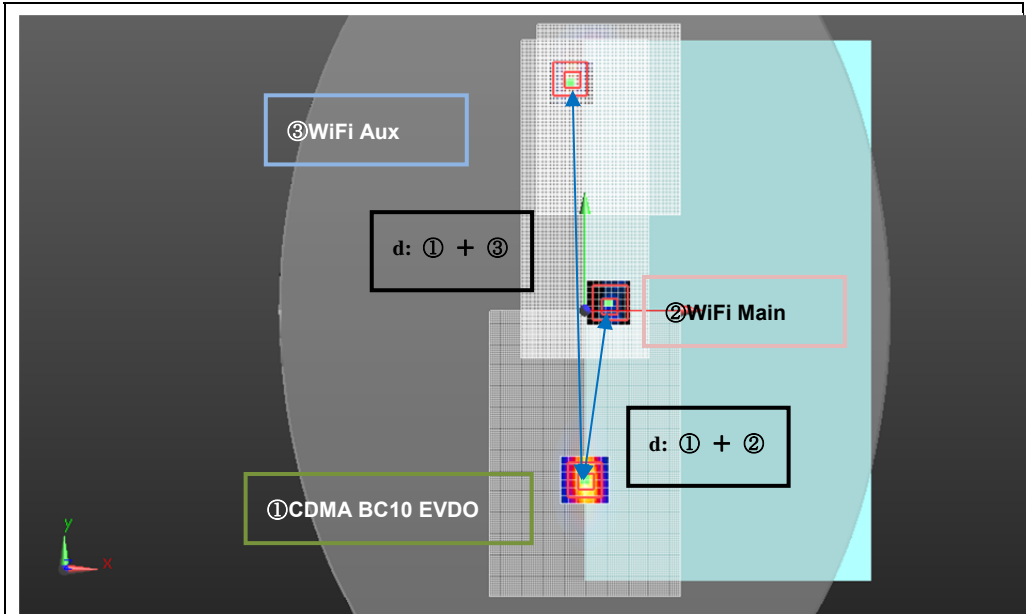 ③WiFi Aux
d: ① + ③
②WiFi Main
d: ① + ②
①CDMA BC10 EVDO
y
x